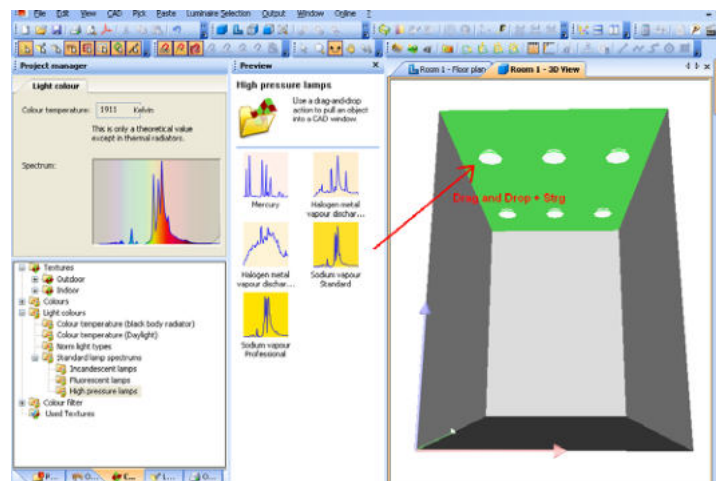 File Edit View CAD Pick Paste Luminaire Selection Output Window Online ?
Project manager
Light colour
Colour temperature: 1911 Kelvin
This is only a theoretical value
except in thermal radiators.
Spectrum:
Textures
Outdoor
Indoor
Colours
Light colours
Colour temperature (black body radiator)
Colour temperature (Daylight)
Norm light types
Standard lamp spectrums
Incandescent lamps
Fluorescent lamps
High pressure lamps
Colour filter
Used Textures
P... O... C... L... O...
Preview
High pressure lamps
Use a drag-and-drop
action to pull an object
into a CAD window.
Mercury
Halogen metal
vapour dischar...
Halogen metal
vapour dischar...
Sodium vapour
Standard
Sodium vapour
Professional
Room 1 - Floor plan
Room 1 - 3D View
Drag and Drop + Strg